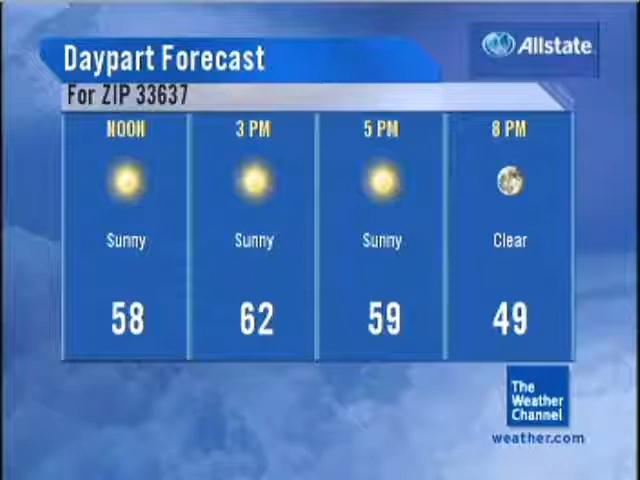 Daypart Forecast
Allstate
For ZIP 33637
NOON
3 PM
5 PM
8 PM
Sunny
Sunny
Sunny
Clear
58
62
59
49
The
Weather
Channel
weather.com